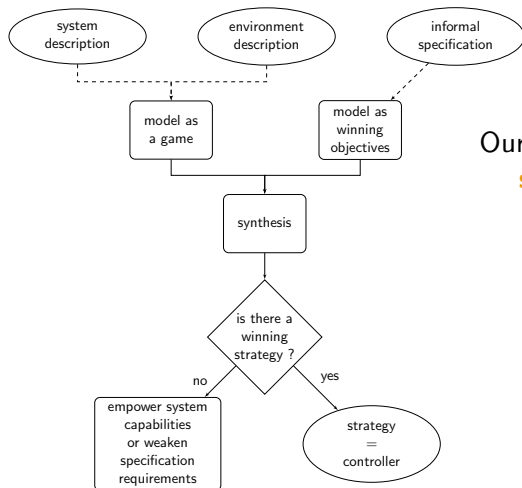 system
description
environment
description
informal
specification
model as
a game
model as
winning
objectives
Our
s
synthesis
is there a
winning
strategy ?
no
yes
empower system
capabilities
or weaken
specification
requirements
strategy
=
controller